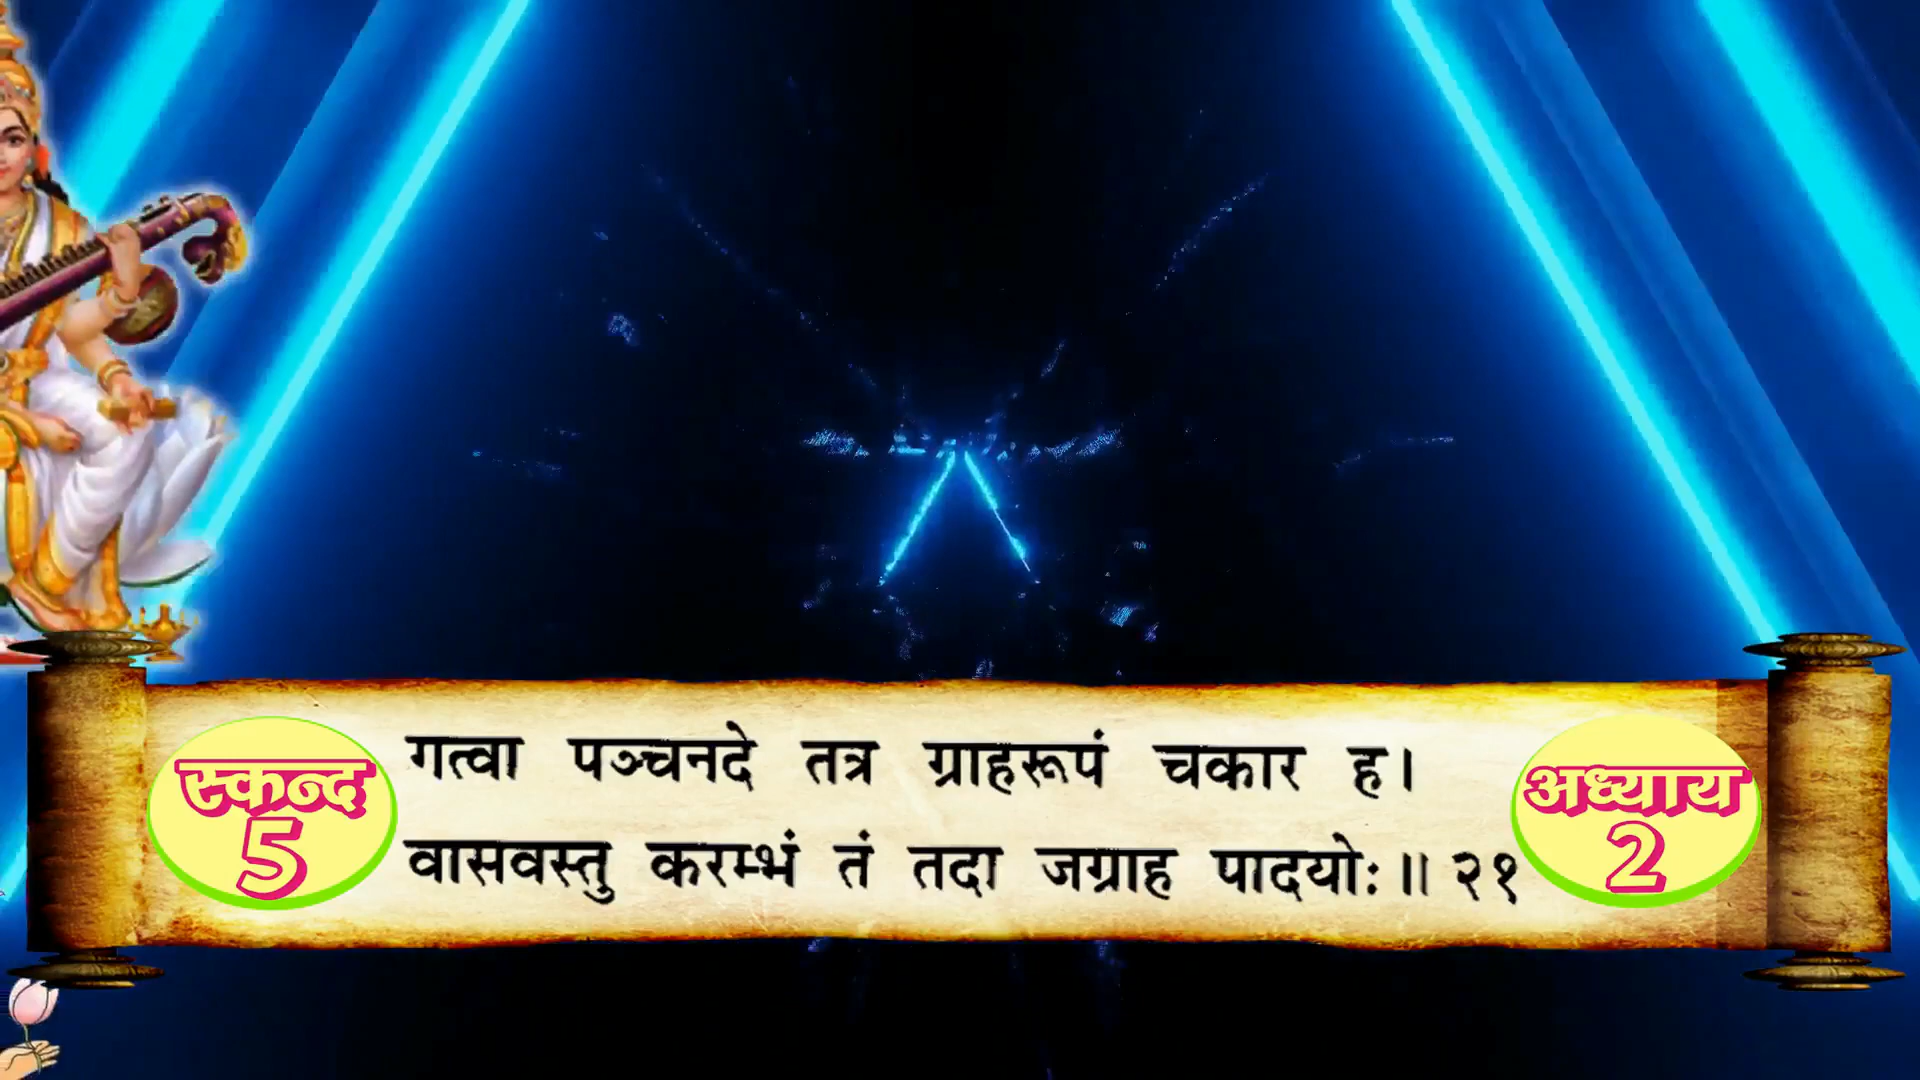 स्कन्द
5
गत्वा पञ्चनदे तत्र ग्राहरूपं चकार ह।
वासवस्तु करम्भं तं तदा जग्राह पादयोः॥ २१
अध्याय
2